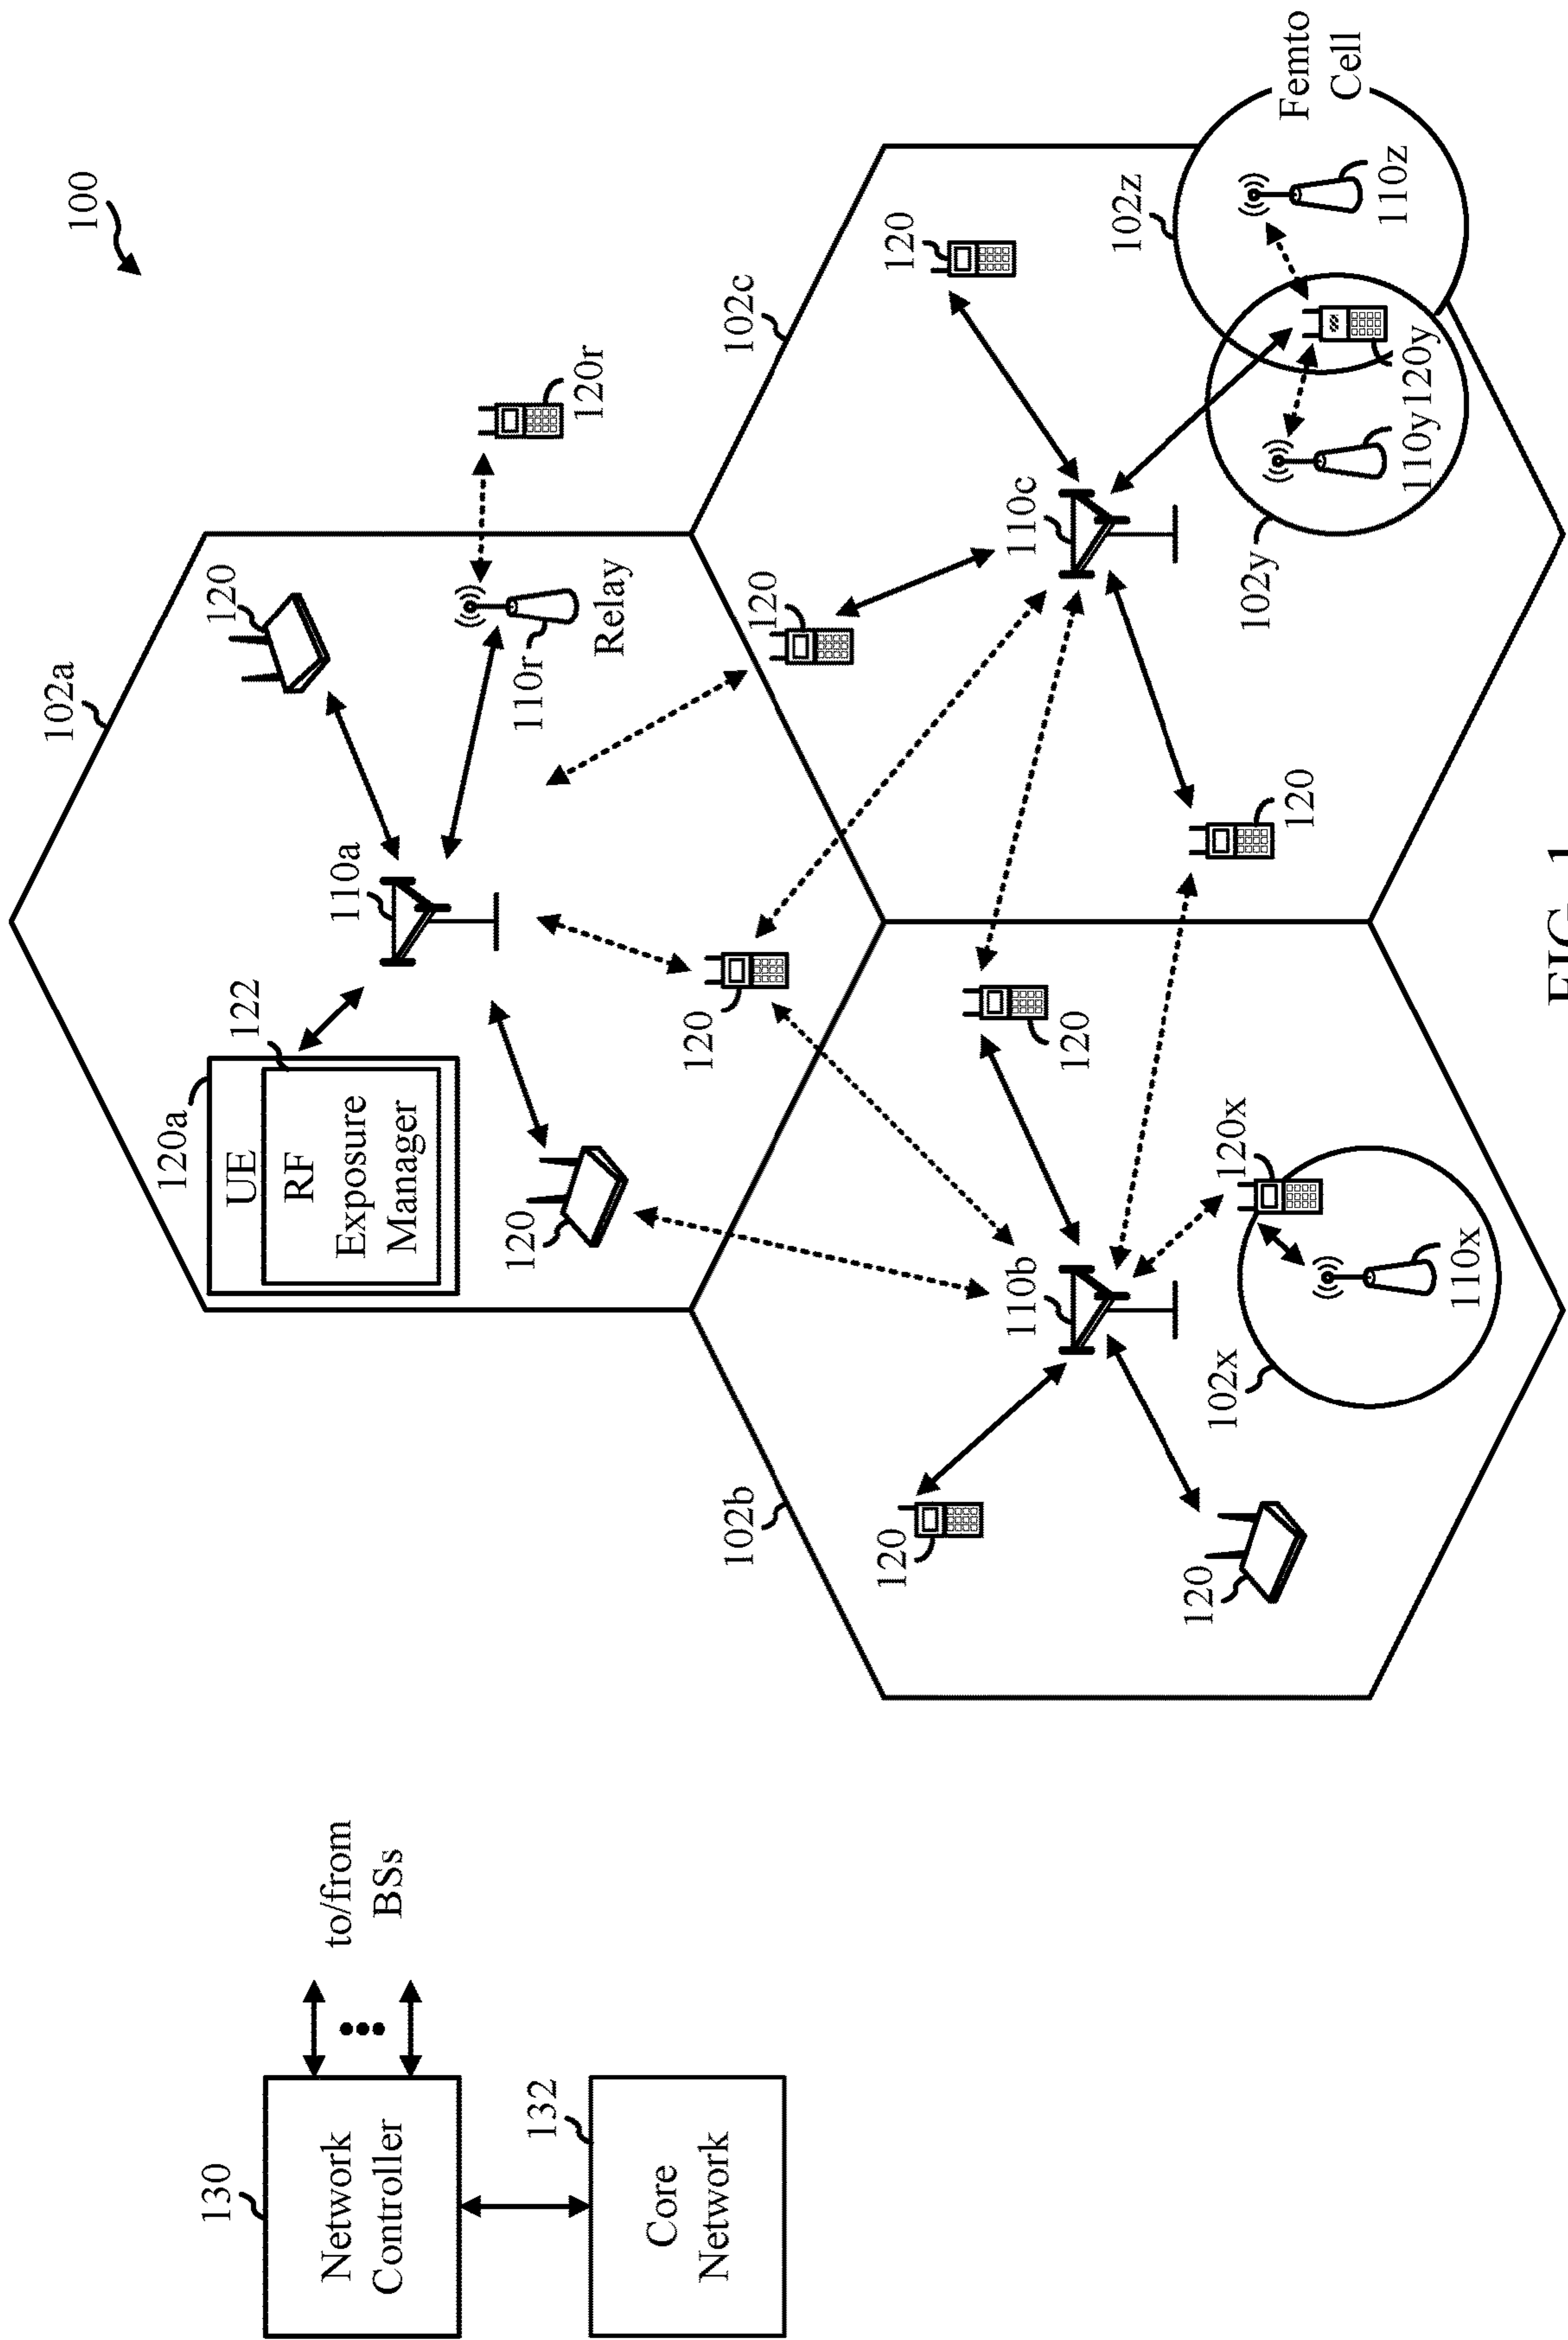 100
130
Network
Controller
to/from
BSs
132
Core
Network
102a
120a
UE
122
RF
Exposure
Manager
110a
120
120
110r
Relay
120r
120
120
102c
120
110c
120
120
102b
120
110b
120
102x
120x
110x
120
102y
110y
120y
102z
110z
Femto
Cell
FIG. 1